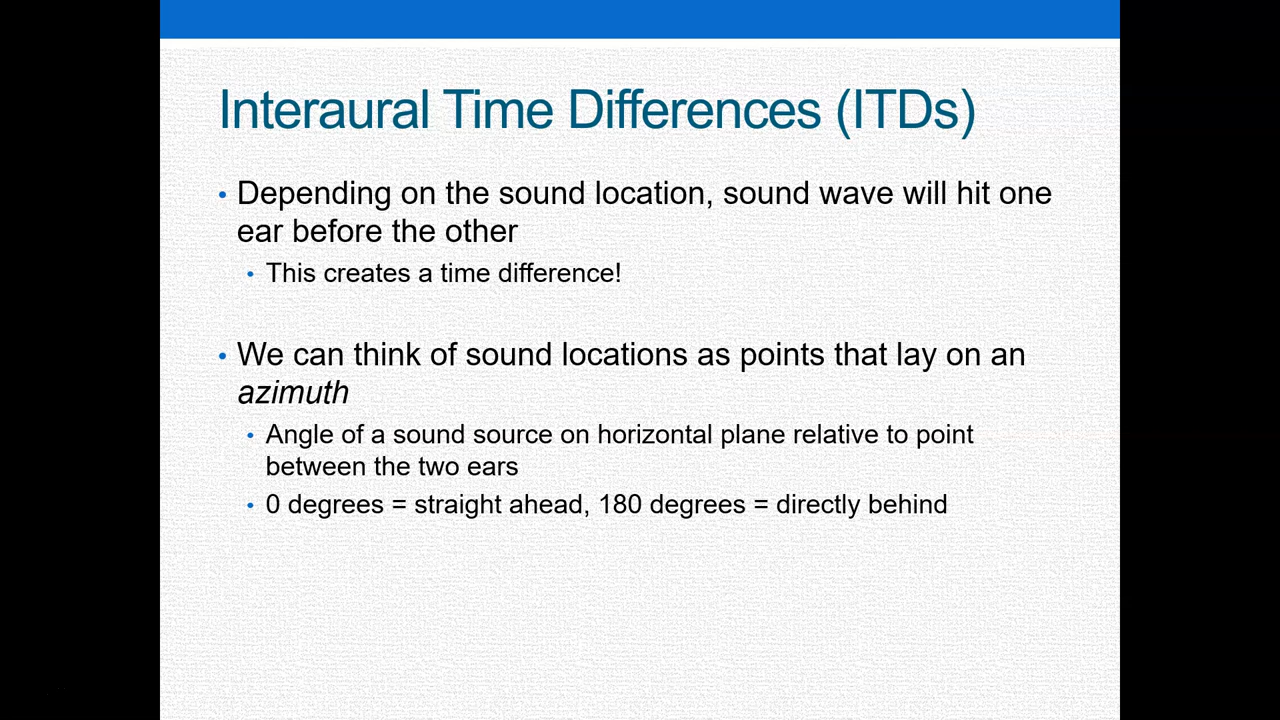 Interaural Time Differences (ITDs)
• Depending on the sound location, sound wave will hit one
ear before the other
• This creates a time difference!
• We can think of sound locations as points that lay on an
azimuth
• Angle of a sound source on horizontal plane relative to point
between the two ears
• 0 degrees = straight ahead, 180 degrees = directly behind